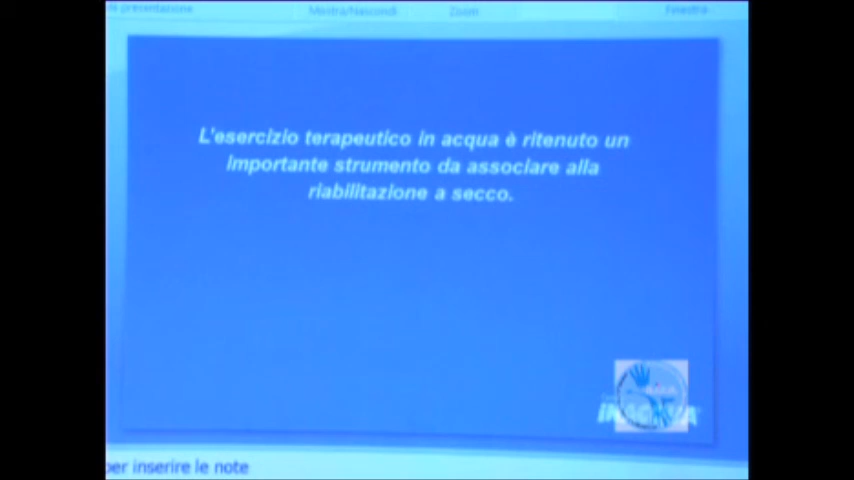 presentazione Mostra/Nascondi Zoom Finestra
L'esercizio terapeutico in acqua è ritenuto un
importante strumento da associare alla
riabilitazione a secco.
per inserire le note